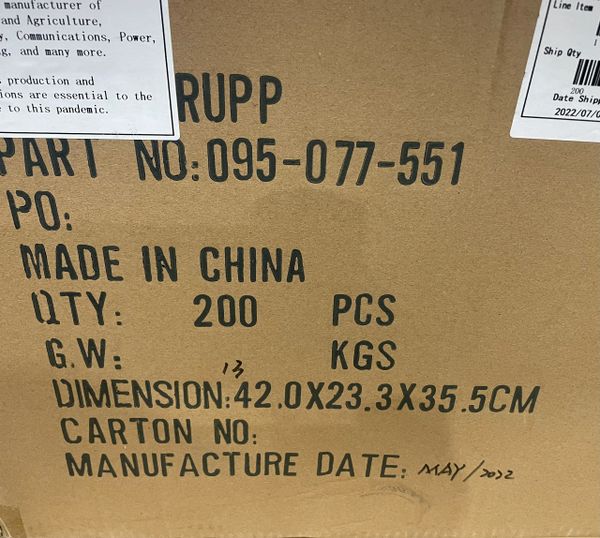 manufacturer of
and Agriculture,
Communications, Power,
and many more.
production and
are essential to the
to this pandemic.
Line Item
1
Ship Qty
200
Date Shipp
2022/07/0
RUPP
PART NO:095-077-551
PO:
MADE IN CHINA
QTY: 200 PCS
G.W: 13 KGS
DIMENSION:42.0X23.3X35.5CM
CARTON NO:
MANUFACTURE DATE: MAY/2022